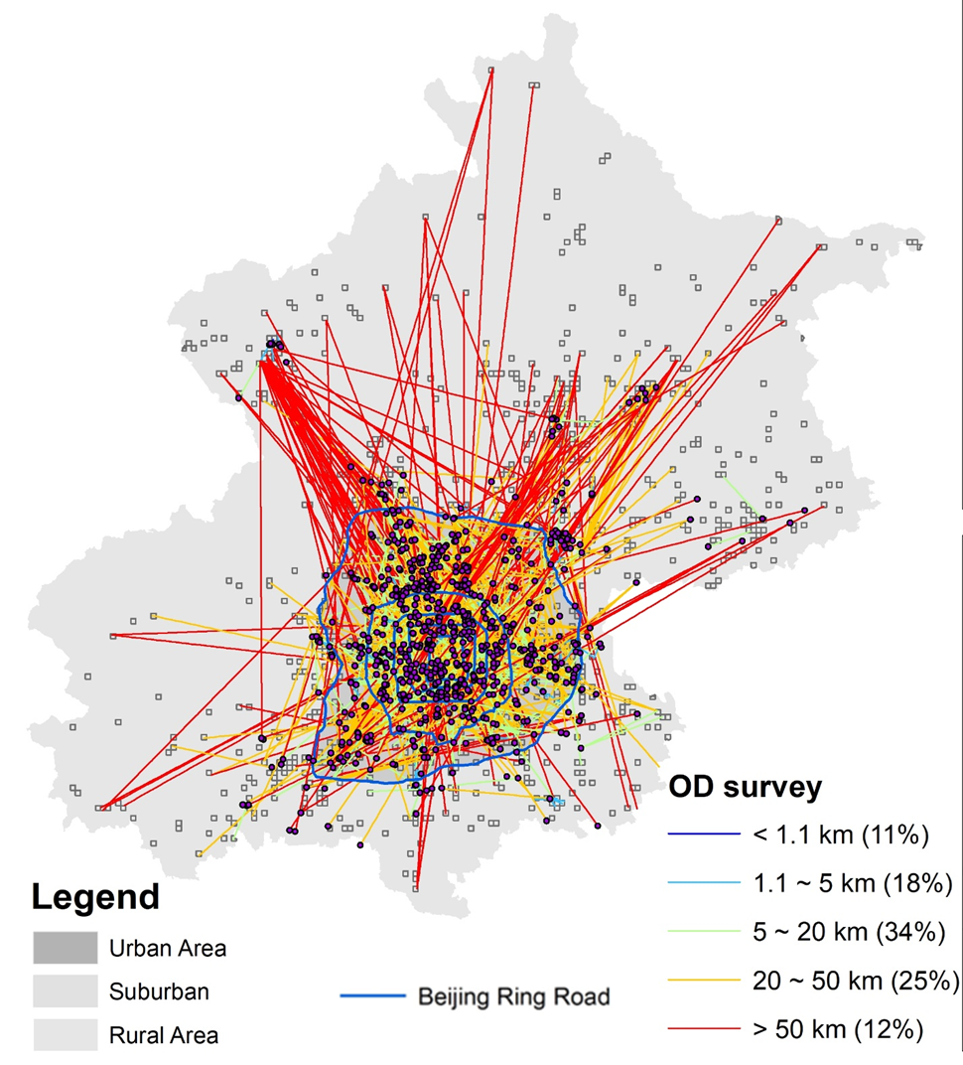 OD survey
< 1.1 km (11%)
1.1 ~ 5 km (18%)
5 ~ 20 km (34%)
20 ~ 50 km (25%)
> 50 km (12%)
Legend
Urban Area
Suburban
Rural Area
Beijing Ring Road